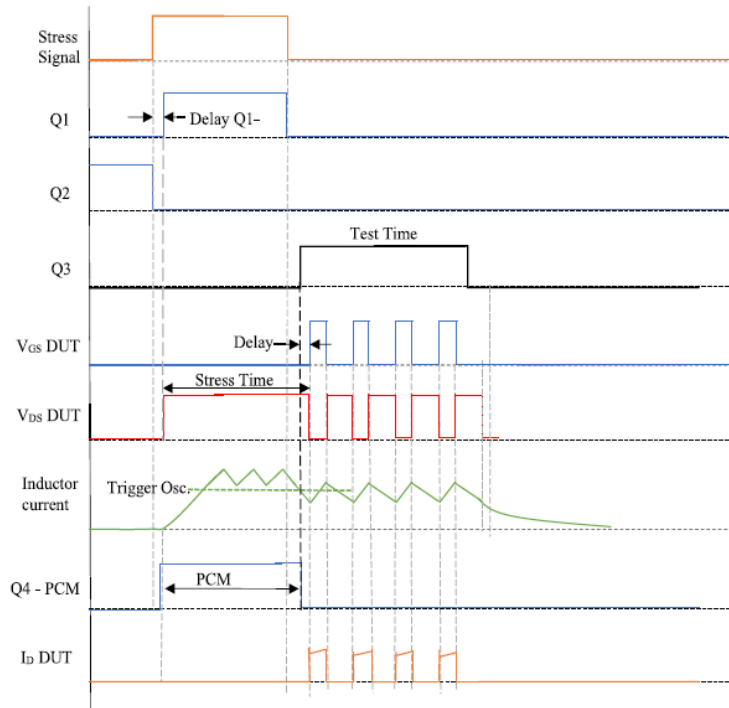 Stress
Signal
Q1
Delay Q1-
Q2
Test Time
Q3
Delay
VGS DUT
Stress Time
VDS DUT
Inductor
current
Trigger Osc.
PCM
Q4 - PCM
ID DUT